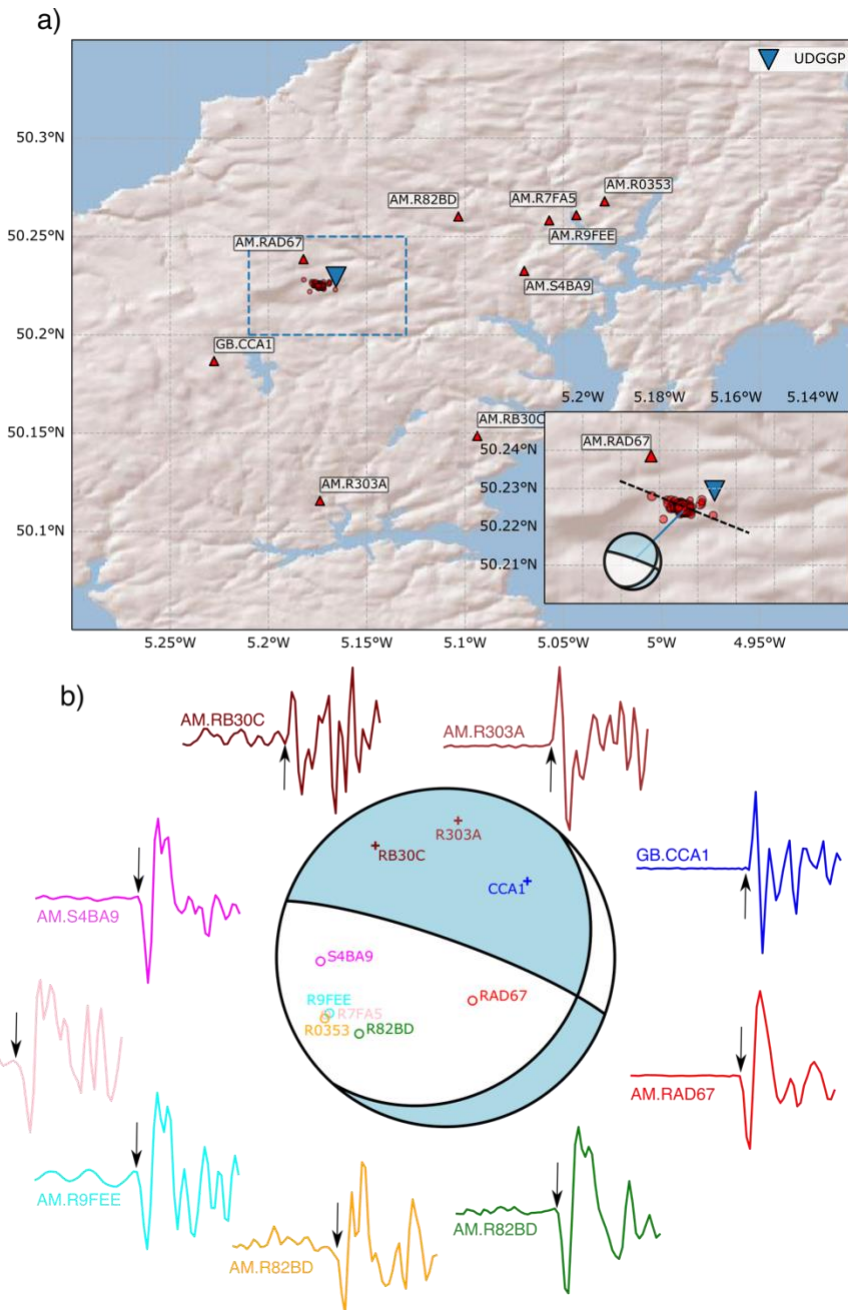 a)
UDGGP
50.3°N
AM.R0353
AM.R7FA5
AM.R82BD
50.25°N
AM.R9FEE
AM.RAD67
AM.S4BA9
50.2°N
GB.CCA1
5.2°W 5.18°W 5.16°W 5.14°W
AM.RB30C
50.15°N
AM.RAD67
50.24°N
AM.R303A
50.23°N
50.1°N
50.22°N
50.21°N
5.25°W 5.2°W 5.15°W 5.1°W 5.05°W 5°W 4.95°W
b)
AM.RB30C
AM.R303A
R303A
RB30C
GB.CCA1
CCA1
AM.S4BA9
S4BA9
RAD67
R9FEE
R7FA5
R0353
R82BD
AM.RAD67
AM.R9FEE
AM.R82BD
AM.R82BD